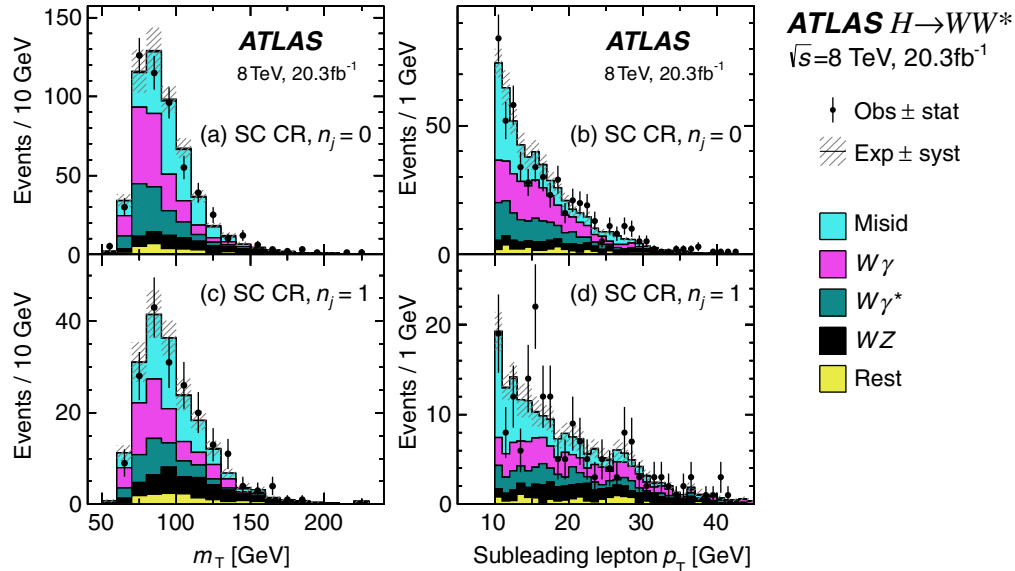 ATLAS
8 TeV, 20.3fb⁻¹
(a) SC CR, nⱼ = 0
Events / 10 GeV
150
100
50
0
ATLAS
8 TeV, 20.3fb⁻¹
(b) SC CR, nⱼ = 0
Events / 1 GeV
50
0
(c) SC CR, nⱼ = 1
Events / 10 GeV
40
20
0
50 100 150 200
m_T [GeV]
(d) SC CR, nⱼ = 1
Events / 1 GeV
20
10
0
10 20 30 40
Subleading lepton p_T [GeV]
ATLAS H→WW*
√s=8 TeV, 20.3fb⁻¹
Obs ± stat
Exp ± syst
Misid
Wγ
Wγ*
WZ
Rest